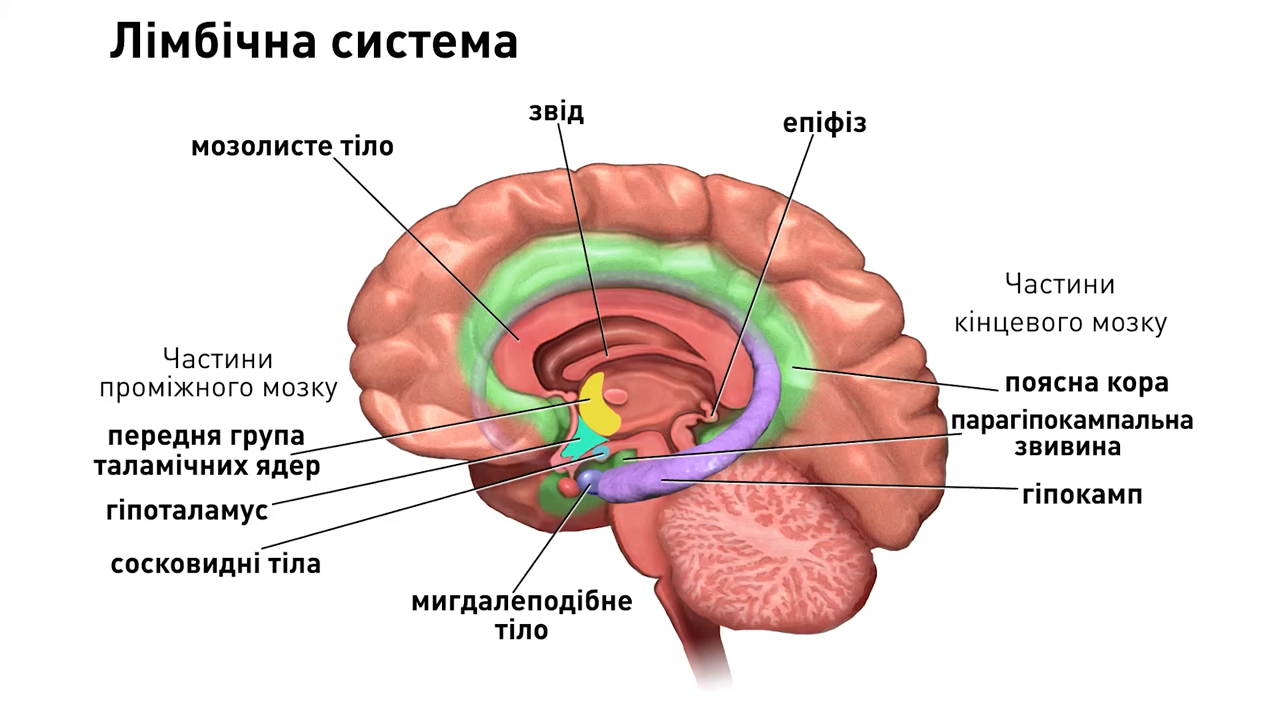 Лімбічна система
звід
епіфіз
мозолисте тіло
Частини
кінцевого мозку
Частини
проміжного мозку
поясна кора
парагіпокампальна
звивина
передня група
таламічних ядер
гіпокамп
гіпоталамус
сосковидні тіла
мигдалеподібне
тіло